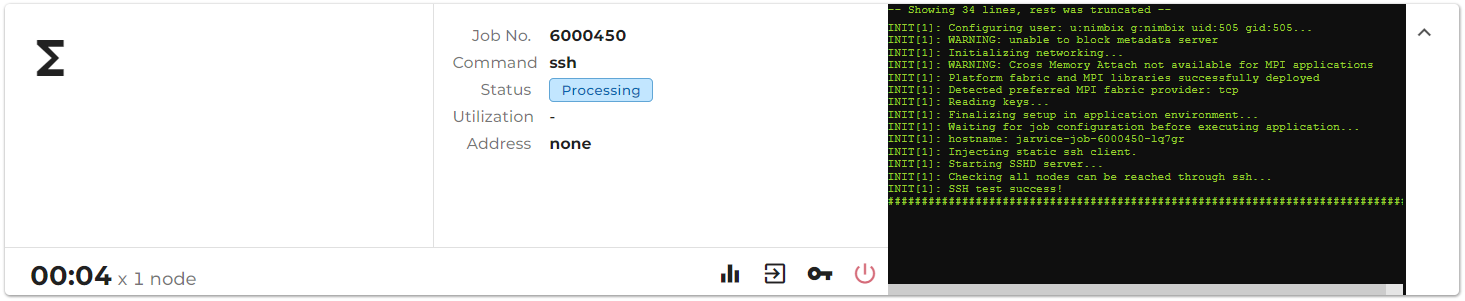 Σ
Job No. 6000450
Command ssh
Status Processing
Utilization -
Address none
00:04 x 1 node
-- Showing 34 lines, rest was truncated --
INIT[1]: Configuring user: u:nimbix g:nimbix uid:505 gid:505...
INIT[1]: WARNING: unable to block metadata server
INIT[1]: Initializing networking...
INIT[1]: WARNING: Cross Memory Attach not available for MPI applications
INIT[1]: Platform fabric and MPI libraries successfully deployed
INIT[1]: Detected preferred MPI fabric provider: tcp
INIT[1]: Reading keys...
INIT[1]: Finalizing setup in application environment...
INIT[1]: Waiting for job configuration before executing application...
INIT[1]: hostname: jarvice-job-6000450-lq7gr
INIT[1]: Injecting static ssh client.
INIT[1]: Starting SSHD server...
INIT[1]: Checking all nodes can be reached through ssh...
INIT[1]: SSH test success!
################################################################################